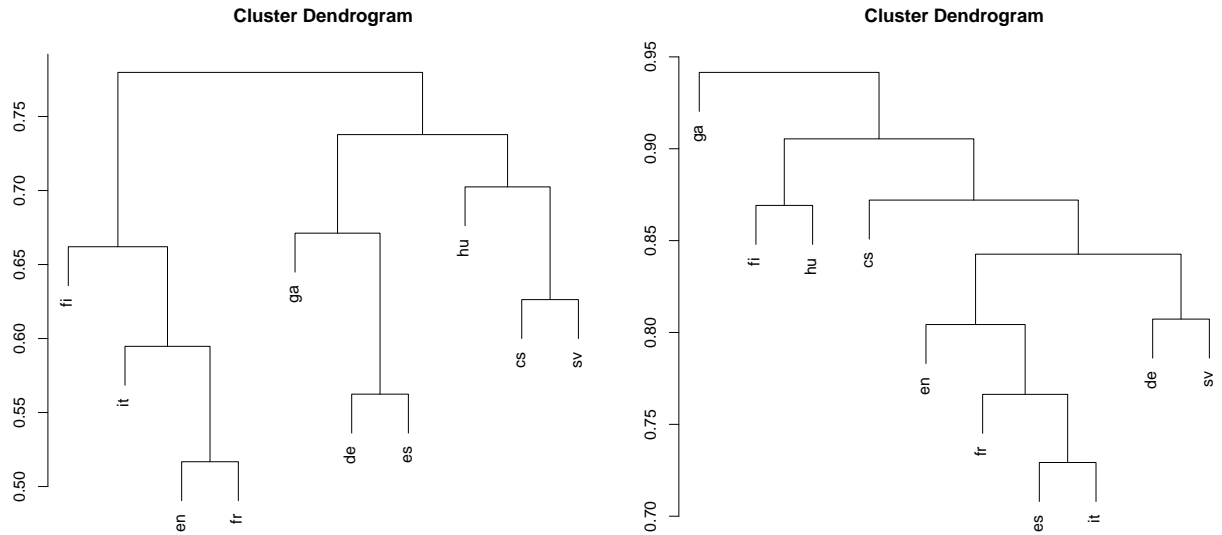 Cluster Dendrogram
0.75
0.70
0.65
0.60
0.55
0.50
fi
it
en
fr
ga
de
es
hu
cs
sv
Cluster Dendrogram
0.95
0.90
0.85
0.80
0.75
0.70
ga
fi
hu
cs
en
fr
es
it
de
sv